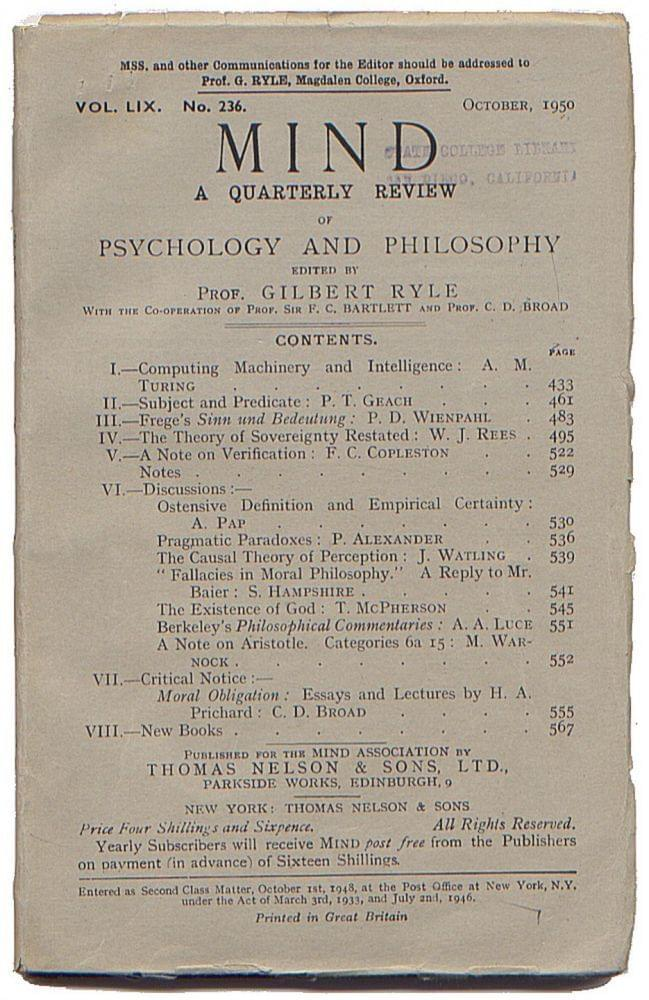 MSS. and other Communications for the Editor should be addressed to
Prof. G. RYLE, Magdalen College, Oxford.
VOL. LIX. No. 236. OCTOBER, 1950
MIND
STATE COLLEGE LIBRARY
SAN DIEGO, CALIFORNIA
A QUARTERLY REVIEW
OF
PSYCHOLOGY AND PHILOSOPHY
EDITED BY
PROF. GILBERT RYLE
WITH THE CO-OPERATION OF PROF. SIR F. C. BARTLETT AND PROF. C. D. BROAD
CONTENTS.
PAGE
I.—Computing Machinery and Intelligence: A. M.
TURING . . . . . . . . 433
II.—Subject and Predicate: P. T. GEACH . . . 461
III.—Frege's Sinn und Bedeutung: P. D. WIENPAHL . 483
IV.—The Theory of Sovereignty Restated: W. J. REES . 495
V.—A Note on Verification: F. C. COPLESTON . . 522
Notes . . . . . . . . 529
VI.—Discussions:—
Ostensive Definition and Empirical Certainty:
A. PAP . . . . . . 530
Pragmatic Paradoxes: P. ALEXANDER . . 536
The Causal Theory of Perception: J. WATLING . 539
"Fallacies in Moral Philosophy." A Reply to Mr.
Baier: S. HAMPSHIRE . . . . 541
The Existence of God: T. MCPHERSON . . 545
Berkeley's Philosophical Commentaries: A. A. LUCE 551
A Note on Aristotle. Categories 6a 15: M. WAR-
NOCK . . . . . . . 552
VII.—Critical Notice:—
Moral Obligation: Essays and Lectures by H. A.
Prichard: C. D. BROAD . . . . 555
VIII.—New Books . . . . . . . 567
PUBLISHED FOR THE MIND ASSOCIATION BY
THOMAS NELSON & SONS, LTD.,
PARKSIDE WORKS, EDINBURGH, 9
NEW YORK: THOMAS NELSON & SONS
Price Four Shillings and Sixpence. All Rights Reserved.
Yearly Subscribers will receive MIND post free from the Publishers
on payment (in advance) of Sixteen Shillings.
Entered as Second Class Matter, October 1st, 1948, at the Post Office at New York, N.Y.
under the Act of March 3rd, 1933, and July 2nd, 1946.
Printed in Great Britain